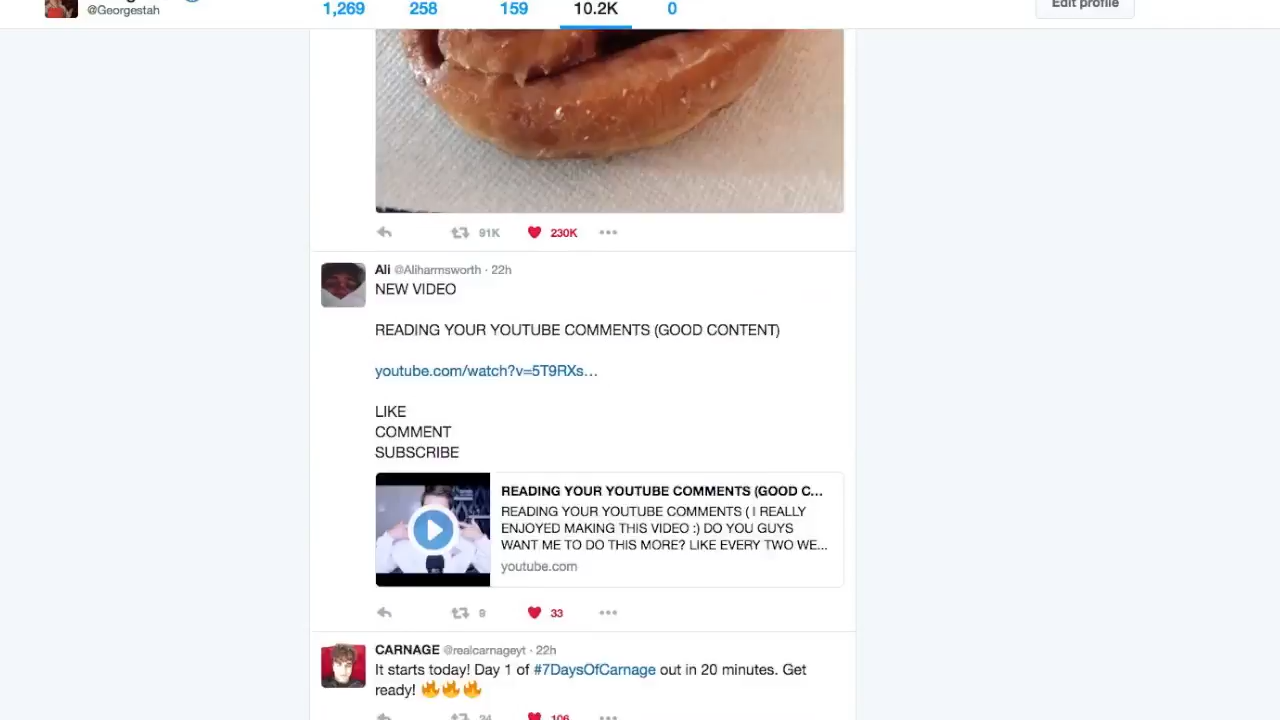 @Georgestah
1,269 258 159 10.2K 0
Edit profile
91K 230K
Ali @Aliharmsworth · 22h
NEW VIDEO
READING YOUR YOUTUBE COMMENTS (GOOD CONTENT)
youtube.com/watch?v=5T9RXs…
LIKE
COMMENT
SUBSCRIBE
READING YOUR YOUTUBE COMMENTS (GOOD C...
READING YOUR YOUTUBE COMMENTS ( I REALLY
ENJOYED MAKING THIS VIDEO :) DO YOU GUYS
WANT ME TO DO THIS MORE? LIKE EVERY TWO WE...
youtube.com
9 33
CARNAGE @realcarnageyt · 22h
It starts today! Day 1 of #7DaysOfCarnage out in 20 minutes. Get
ready! 🔥🔥🔥
24 106